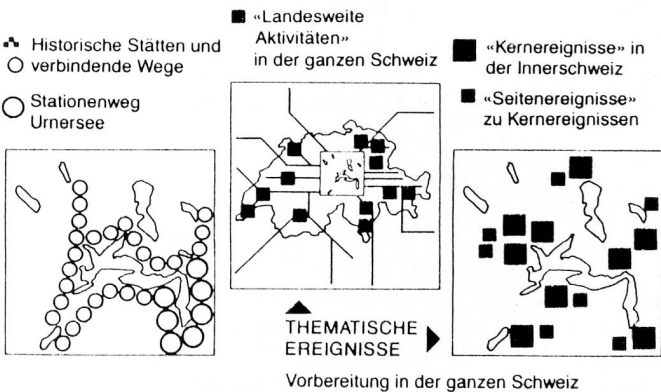 Historische Stätten und
verbindende Wege
Stationenweg
Urnersee
«Landesweite
Aktivitäten»
in der ganzen Schweiz
«Kernereignisse» in
der Innerschweiz
«Seitenereignisse»
zu Kernereignissen
THEMATISCHE
EREIGNISSE
Vorbereitung in der ganzen Schweiz